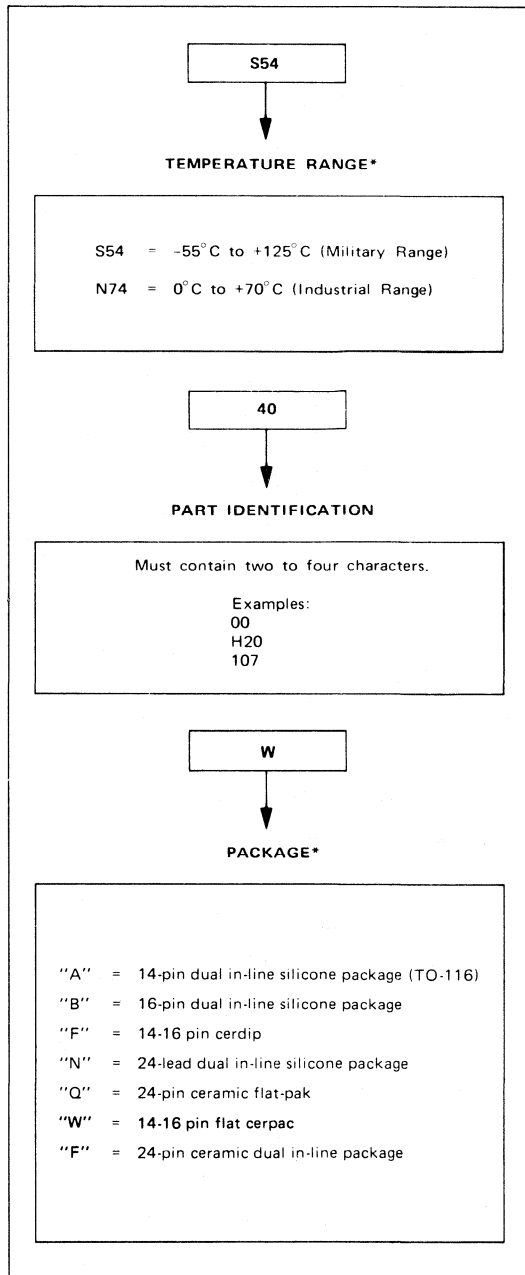 S54
TEMPERATURE RANGE*
S54 = -55°C to +125°C (Military Range)
N74 = 0°C to +70°C (Industrial Range)
40
PART IDENTIFICATION
Must contain two to four characters.
Examples:
00
H20
107
W
PACKAGE*
"A" = 14-pin dual in-line silicone package (TO-116)
"B" = 16-pin dual in-line silicone package
"F" = 14-16 pin cerdip
"N" = 24-lead dual in-line silicone package
"Q" = 24-pin ceramic flat-pak
"W" = 14-16 pin flat cerpac
"F" = 24-pin ceramic dual in-line package